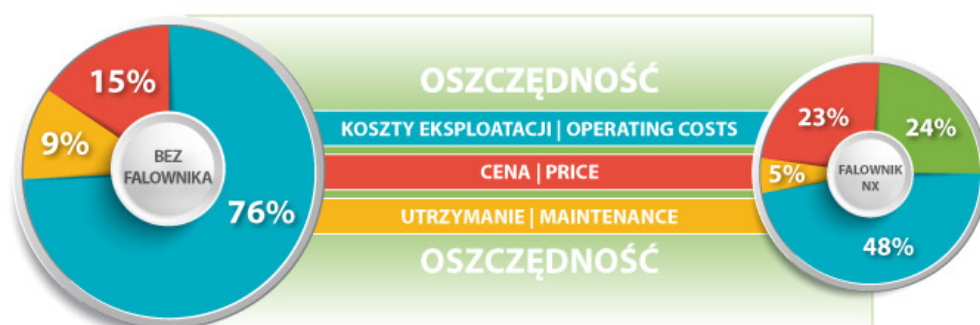 OSZCZĘDNOŚĆ
15%
9%
BEZ
FALOWNIKA
76%
KOSZTY EKSPLOATACJI | OPERATING COSTS
CENA | PRICE
UTRZYMANIE | MAINTENANCE
23%
24%
5%
FALOWNIK
NX
48%
OSZCZĘDNOŚĆ